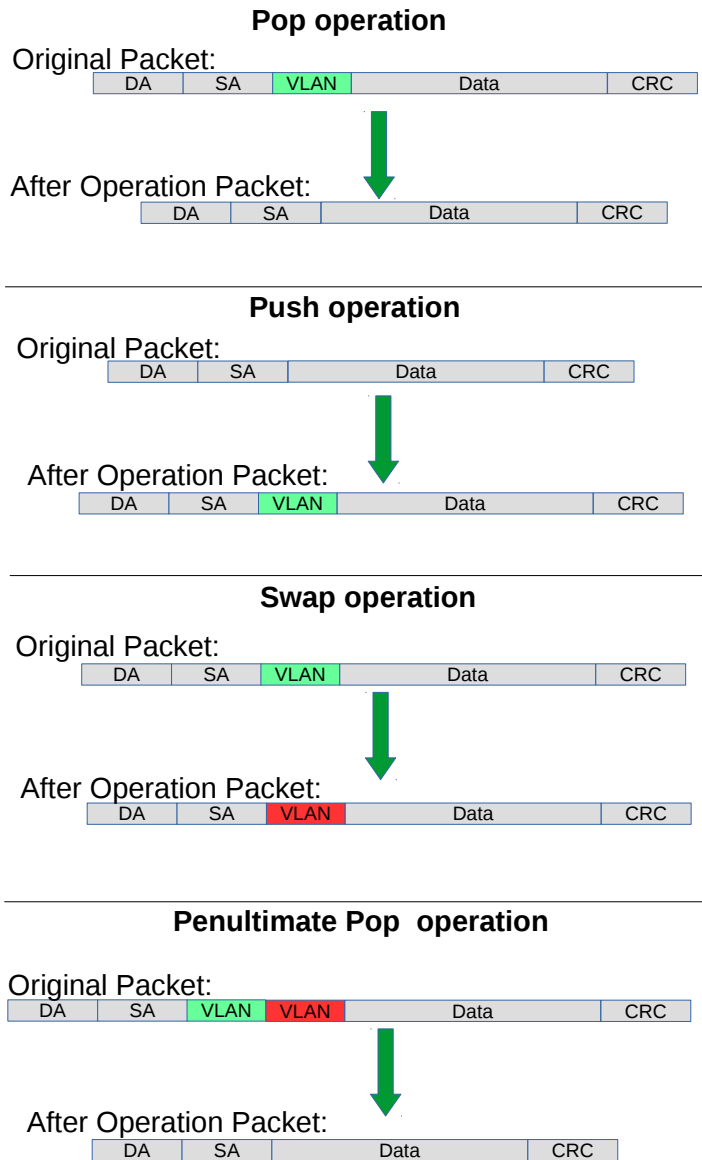 Pop operation
Original Packet:
DA SA VLAN Data CRC
After Operation Packet:
DA SA Data CRC
Push operation
Original Packet:
DA SA Data CRC
After Operation Packet:
DA SA VLAN Data CRC
Swap operation
Original Packet:
DA SA VLAN Data CRC
After Operation Packet:
DA SA VLAN Data CRC
Penultimate Pop operation
Original Packet:
DA SA VLAN VLAN Data CRC
After Operation Packet:
DA SA Data CRC